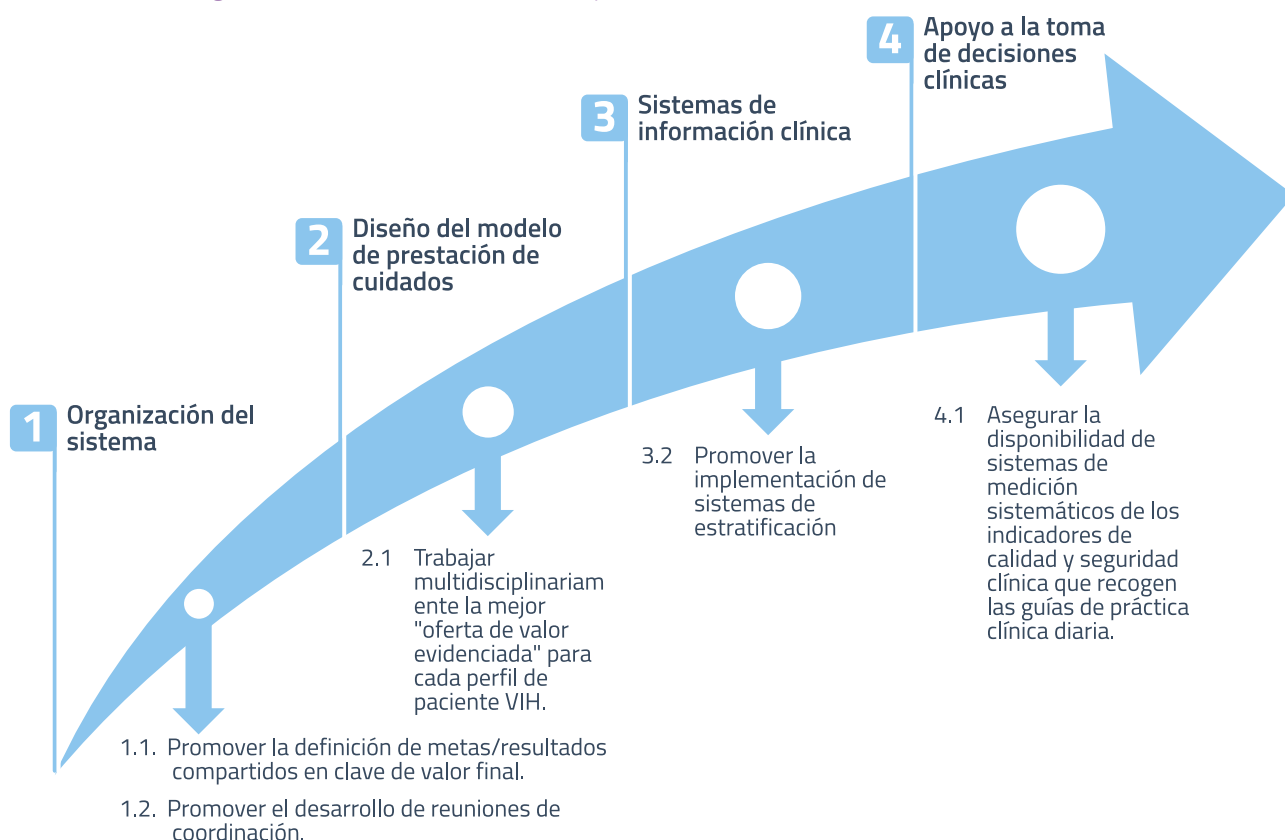 1
Organización del
sistema
2
Diseño del modelo
de prestación de
cuidados
3
Sistemas de
información clínica
4
Apoyo a la toma
de decisiones
clínicas
1.1. Promover la definición de metas/resultados
compartidos en clave de valor final.
1.2. Promover el desarrollo de reuniones de
coordinación.
2.1 Trabajar
multidisciplinariam
ente la mejor
"oferta de valor
evidenciada" para
cada perfil de
paciente VIH.
3.2 Promover la
implementación de
sistemas de
estratificación
4.1 Asegurar la
disponibilidad de
sistemas de
medición
sistemáticos de los
indicadores de
calidad y seguridad
clínica que recogen
las guías de práctica
clínica diaria.